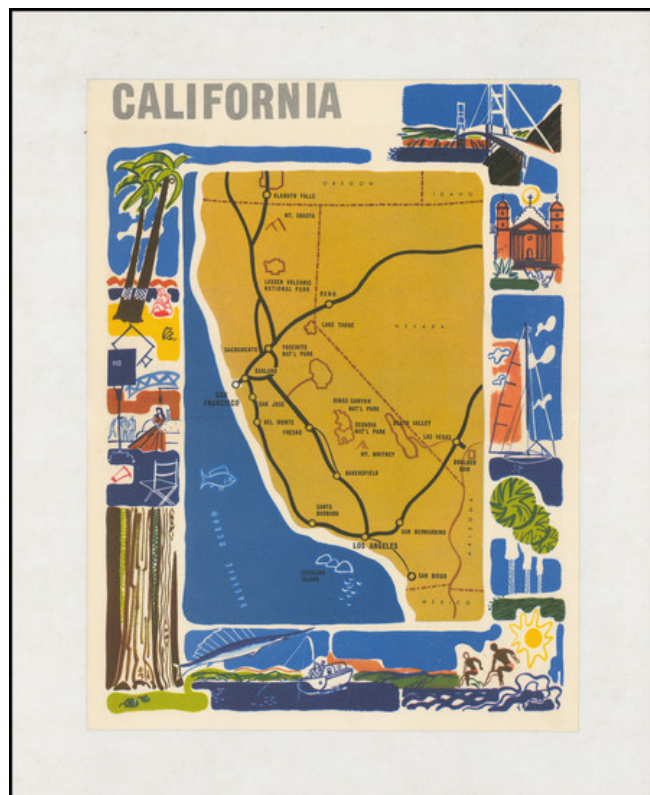 CALIFORNIA
OREGON
IDAHO
KLAMATH FALLS
MT. SHASTA
LASSEN VOLCANIC
NATIONAL PARK
RENO
LAKE TAHOE
NEVADA
SACRAMENTO
YOSEMITE
NAT'L PARK
OAKLAND
SAN
FRANCISCO
SAN JOSE
KINGS CANYON
NAT'L PARK
DEL MONTE
FRESNO
SEQUOIA
NAT'L PARK
DEATH VALLEY
LAS VEGAS
MT. WHITNEY
BOULDER
DAM
BAKERSFIELD
SANTA
BARBARA
SAN BERNARDINO
LOS ANGELES
ARIZONA
CATALINA
ISLAND
SAN DIEGO
MEXICO